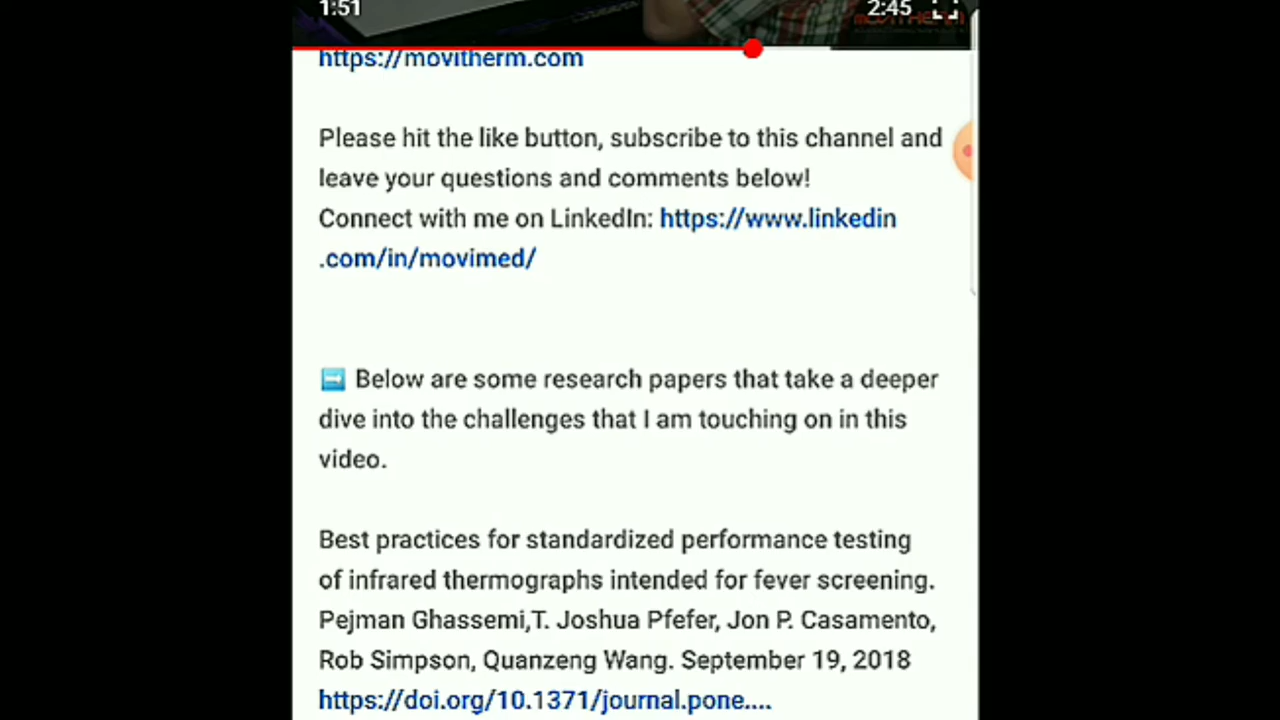 1:51 2:45
MOVITHERM
https://movitherm.com
Please hit the like button, subscribe to this channel and
leave your questions and comments below!
Connect with me on LinkedIn: https://www.linkedin
.com/in/movimed/
➡️ Below are some research papers that take a deeper
dive into the challenges that I am touching on in this
video.
Best practices for standardized performance testing
of infrared thermographs intended for fever screening.
Pejman Ghassemi,T. Joshua Pfefer, Jon P. Casamento,
Rob Simpson, Quanzeng Wang. September 19, 2018
https://doi.org/10.1371/journal.pone....